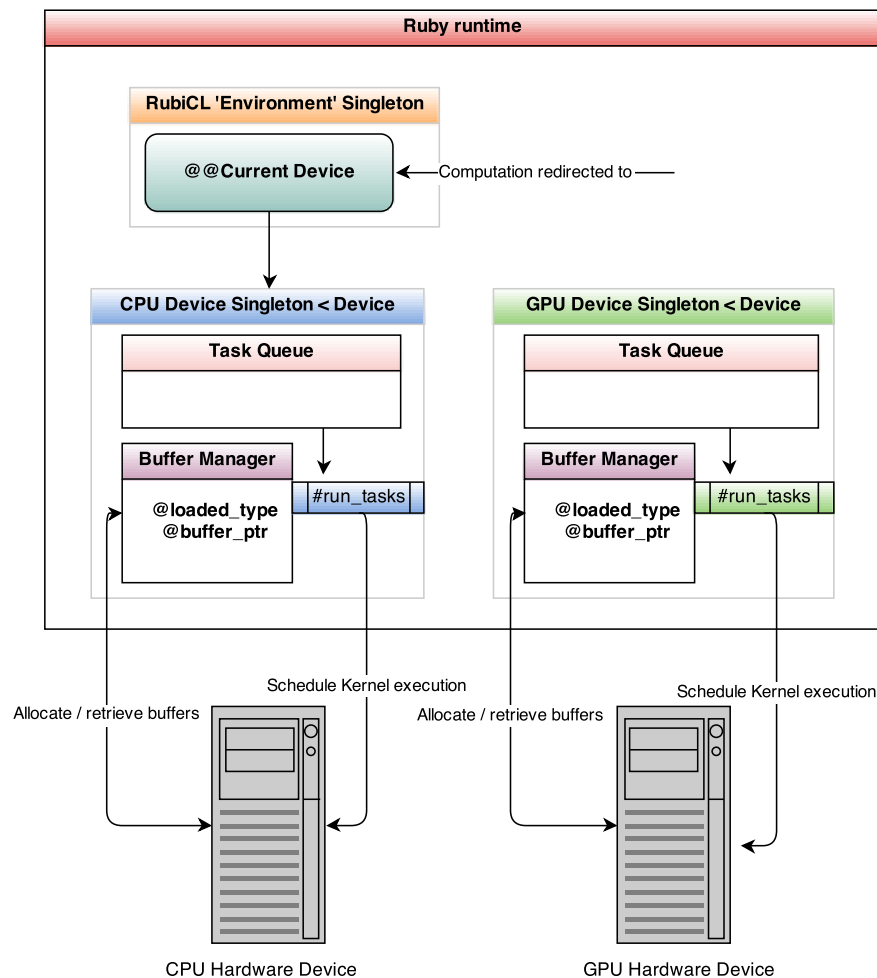 Ruby runtime
RubiCL 'Environment' Singleton
@@Current Device
Computation redirected to
CPU Device Singleton < Device
GPU Device Singleton < Device
Task Queue
Task Queue
Buffer Manager
#run_tasks
@loaded_type
@buffer_ptr
Buffer Manager
#run_tasks
@loaded_type
@buffer_ptr
Schedule Kernel execution
Allocate / retrieve buffers
Schedule Kernel execution
Allocate / retrieve buffers
CPU Hardware Device
GPU Hardware Device